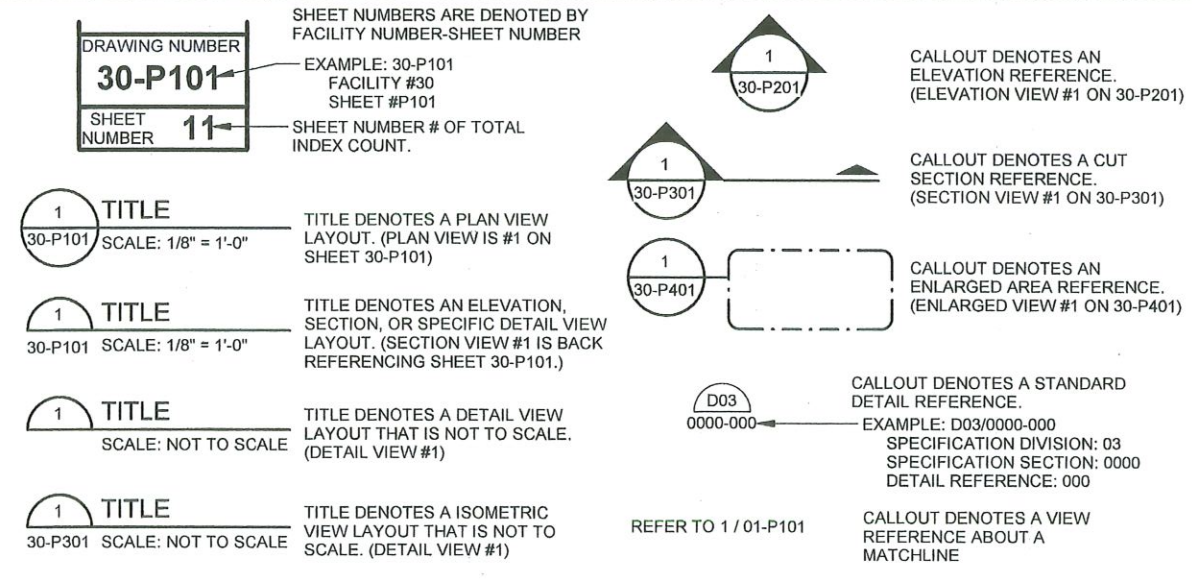 DRAWING NUMBER
30-P101
SHEET
NUMBER
11
SHEET NUMBERS ARE DENOTED BY
FACILITY NUMBER-SHEET NUMBER
EXAMPLE: 30-P101
FACILITY #30
SHEET #P101
SHEET NUMBER # OF TOTAL
INDEX COUNT.
1
30-P101
TITLE
SCALE: 1/8" = 1'-0"
TITLE DENOTES A PLAN VIEW
LAYOUT. (PLAN VIEW IS #1 ON
SHEET 30-P101)
1
30-P101
TITLE
SCALE: 1/8" = 1'-0"
TITLE DENOTES AN ELEVATION,
SECTION, OR SPECIFIC DETAIL VIEW
LAYOUT. (SECTION VIEW #1 IS BACK
REFERENCING SHEET 30-P101.)
1
TITLE
SCALE: NOT TO SCALE
TITLE DENOTES A DETAIL VIEW
LAYOUT THAT IS NOT TO SCALE.
(DETAIL VIEW #1)
1
30-P301
TITLE
SCALE: NOT TO SCALE
TITLE DENOTES A ISOMETRIC
VIEW LAYOUT THAT IS NOT TO
SCALE. (DETAIL VIEW #1)
1
30-P201
CALLOUT DENOTES AN
ELEVATION REFERENCE.
(ELEVATION VIEW #1 ON 30-P201)
1
30-P301
CALLOUT DENOTES A CUT
SECTION REFERENCE.
(SECTION VIEW #1 ON 30-P301)
1
30-P401
CALLOUT DENOTES AN
ENLARGED AREA REFERENCE.
(ENLARGED VIEW #1 ON 30-P401)
D03
0000-000
CALLOUT DENOTES A STANDARD
DETAIL REFERENCE.
EXAMPLE: D03/0000-000
SPECIFICATION DIVISION: 03
SPECIFICATION SECTION: 0000
DETAIL REFERENCE: 000
REFER TO 1 / 01-P101
CALLOUT DENOTES A VIEW
REFERENCE ABOUT A
MATCHLINE